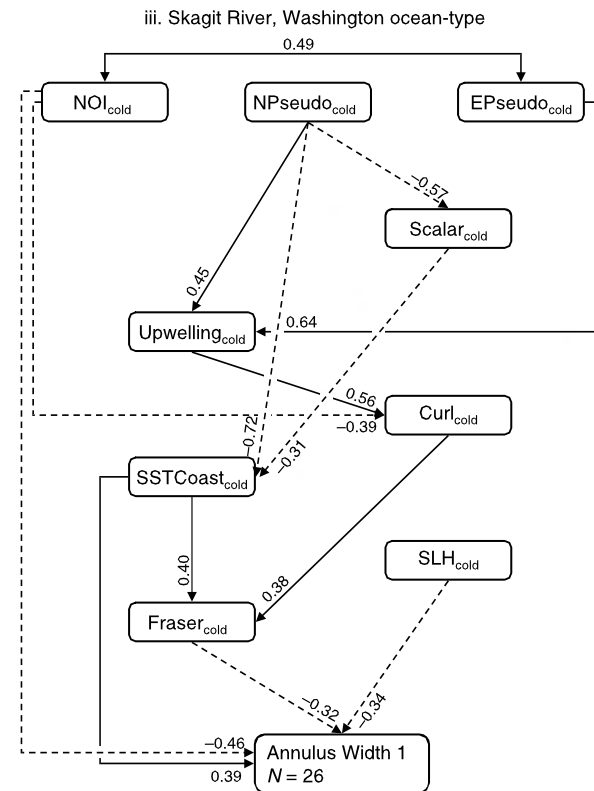 iii. Skagit River, Washington ocean-type
0.49
NOIcold
NPseudocold
EPseudocold
–0.57
Scalarcold
0.45
Upwellingcold
0.64
0.56
Curlcold
–0.39
–0.72
–0.31
SSTCoastcold
SLHcold
0.40
0.38
Frasercold
–0.32
–0.34
–0.46
Annulus Width 1
0.39
N = 26